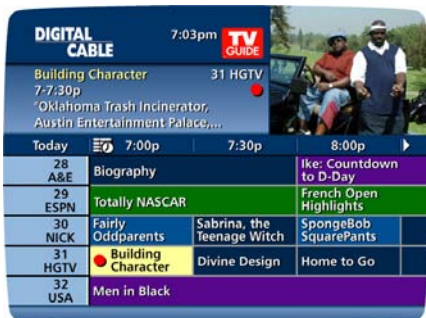 DIGITAL
CABLE
7:03pm
TV
GUIDE
Building Character 31 HGTV
7-7:30p
"Oklahoma Trash Incinerator,
Austin Entertainment Palace,...
Today 7:00p 7:30p 8:00p
28
A&E
Biography
Ike: Countdown
to D-Day
29
ESPN
Totally NASCAR
French Open
Highlights
30
NICK
Fairly
Oddparents
Sabrina, the
Teenage Witch
SpongeBob
SquarePants
31
HGTV
Building
Character
Divine Design
Home to Go
32
USA
Men in Black